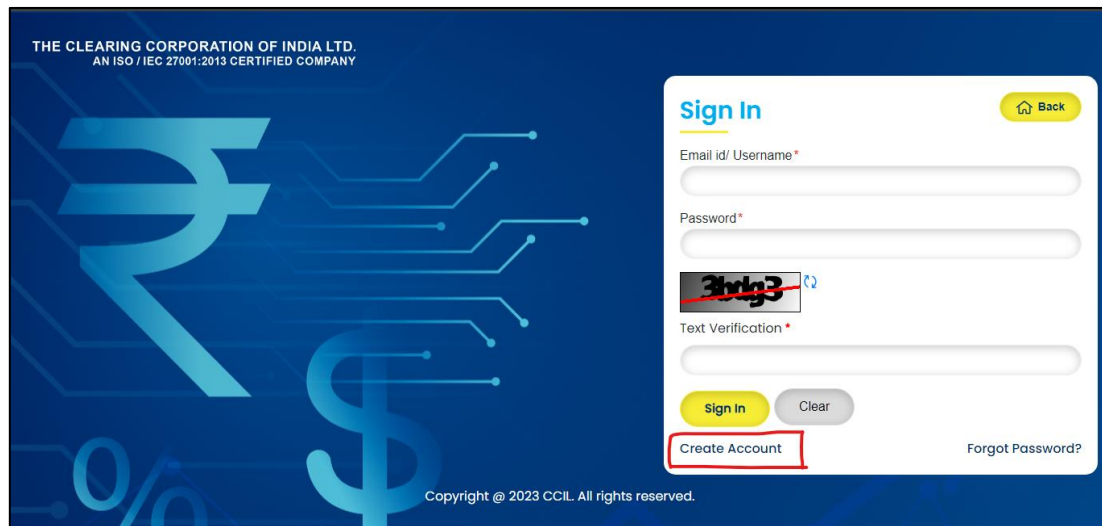 THE CLEARING CORPORATION OF INDIA LTD.
AN ISO / IEC 27001:2013 CERTIFIED COMPANY
Sign In
Back
Email id/ Username *
Password *
3bdg3
Text Verification *
Sign In
Clear
Create Account
Forgot Password?
Copyright @ 2023 CCIL. All rights reserved.